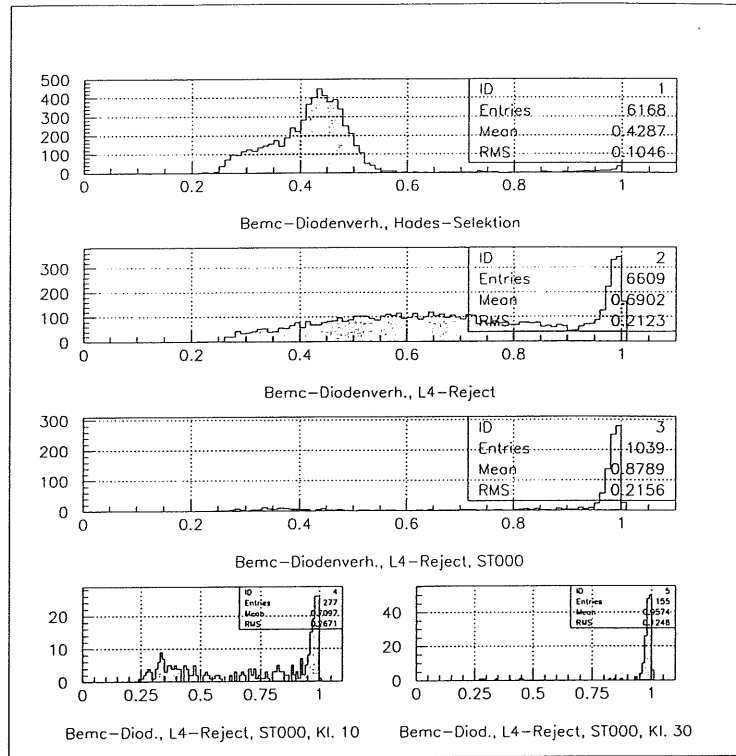 500
400
300
200
100
0
ID 1
Entries 6168
Mean 0.4287
RMS 0.1046
0 0.2 0.4 0.6 0.8 1
Bemc-Diodenverh., Hades-Selektion
300
200
100
0
ID 2
Entries 6609
Mean 0.6902
RMS 0.2123
0 0.2 0.4 0.6 0.8 1
Bemc-Diodenverh., L4-Reject
300
200
100
0
ID 3
Entries 1039
Mean 0.8789
RMS 0.2156
0 0.2 0.4 0.6 0.8 1
Bemc-Diodenverh., L4-Reject, ST000
20
10
0
ID 4
Entries 277
Mean 0.7097
RMS 0.2671
0 0.25 0.5 0.75 1
Bemc-Diod., L4-Reject, ST000, Kl. 10
40
20
0
ID 5
Entries 155
Mean 0.9574
RMS 0.1248
0 0.25 0.5 0.75 1
Bemc-Diod., L4-Reject, ST000, Kl. 30